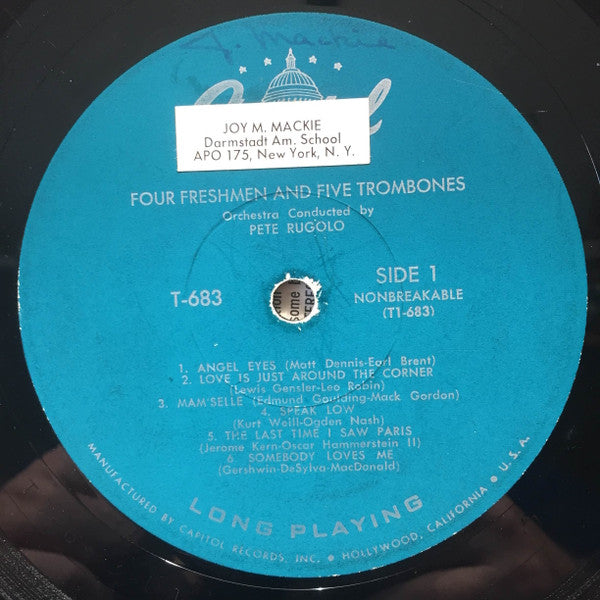 J. Mackie
Capitol
JOY M. MACKIE
Darmstadt Am. School
APO 175, New York, N. Y.
FOUR FRESHMEN AND FIVE TROMBONES
Orchestra Conducted by
PETE RUGOLO
T-683
SIDE 1
NONBREAKABLE
(T1-683)
some
1. ANGEL EYES (Matt Dennis-Earl Brent)
2. LOVE IS JUST AROUND THE CORNER
(Lewis Gensler-Leo Robin)
3. MAM'SELLE (Edmund Goulding-Mack Gordon)
4. SPEAK LOW
(Kurt Weill-Ogden Nash)
5. THE LAST TIME I SAW PARIS
(Jerome Kern-Oscar Hammerstein II)
6. SOMEBODY LOVES ME
(Gershwin-DeSylva-MacDonald)
LONG PLAYING
MANUFACTURED BY CAPITOL RECORDS, INC. • HOLLYWOOD, CALIFORNIA • U.S.A.